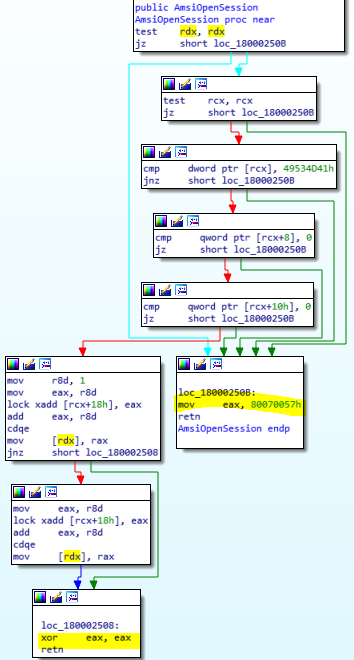 public AmsiOpenSession
AmsiOpenSession proc near
test rdx, rdx
jz short loc_18000250B
test rcx, rcx
jz short loc_18000250B
cmp dword ptr [rcx], 49534D41h
jnz short loc_18000250B
cmp qword ptr [rcx+8], 0
jz short loc_18000250B
cmp qword ptr [rcx+10h], 0
jz short loc_18000250B
mov r8d, 1
mov eax, r8d
lock xadd [rcx+18h], eax
add eax, r8d
cdqe
mov [rdx], rax
jnz short loc_180002508
mov eax, r8d
lock xadd [rcx+18h], eax
add eax, r8d
cdqe
mov [rdx], rax
loc_180002508:
xor eax, eax
retn
loc_18000250B:
mov eax, 80070057h
retn
AmsiOpenSession endp